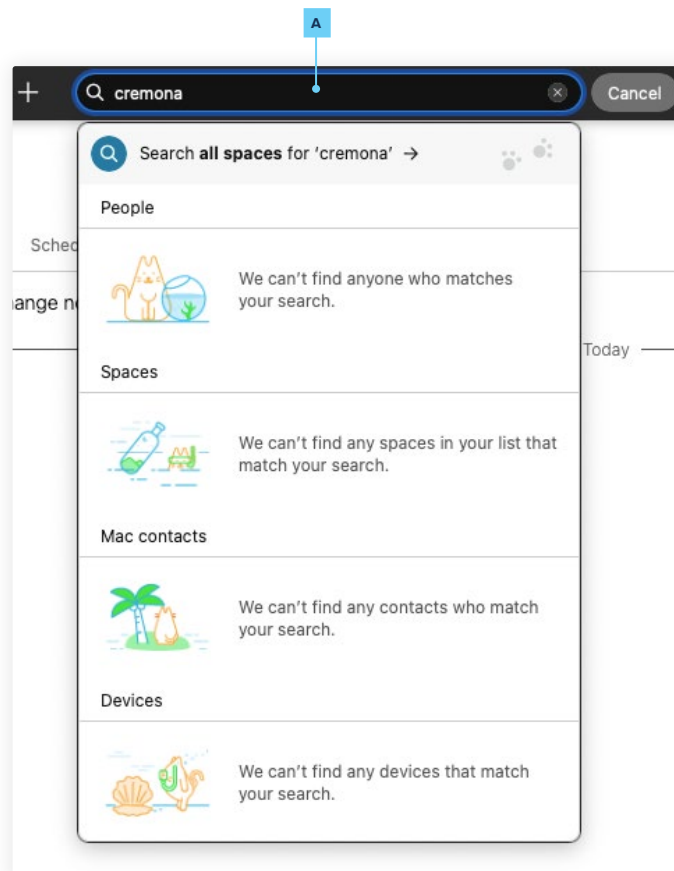 A
cremona
Cancel
Search all spaces for ‘cremona’ →
People
Sched
We can’t find anyone who matches
your search.
ange n
Today
Spaces
We can’t find any spaces in your list that
match your search.
Mac contacts
We can’t find any contacts who match
your search.
Devices
We can’t find any devices that match
your search.